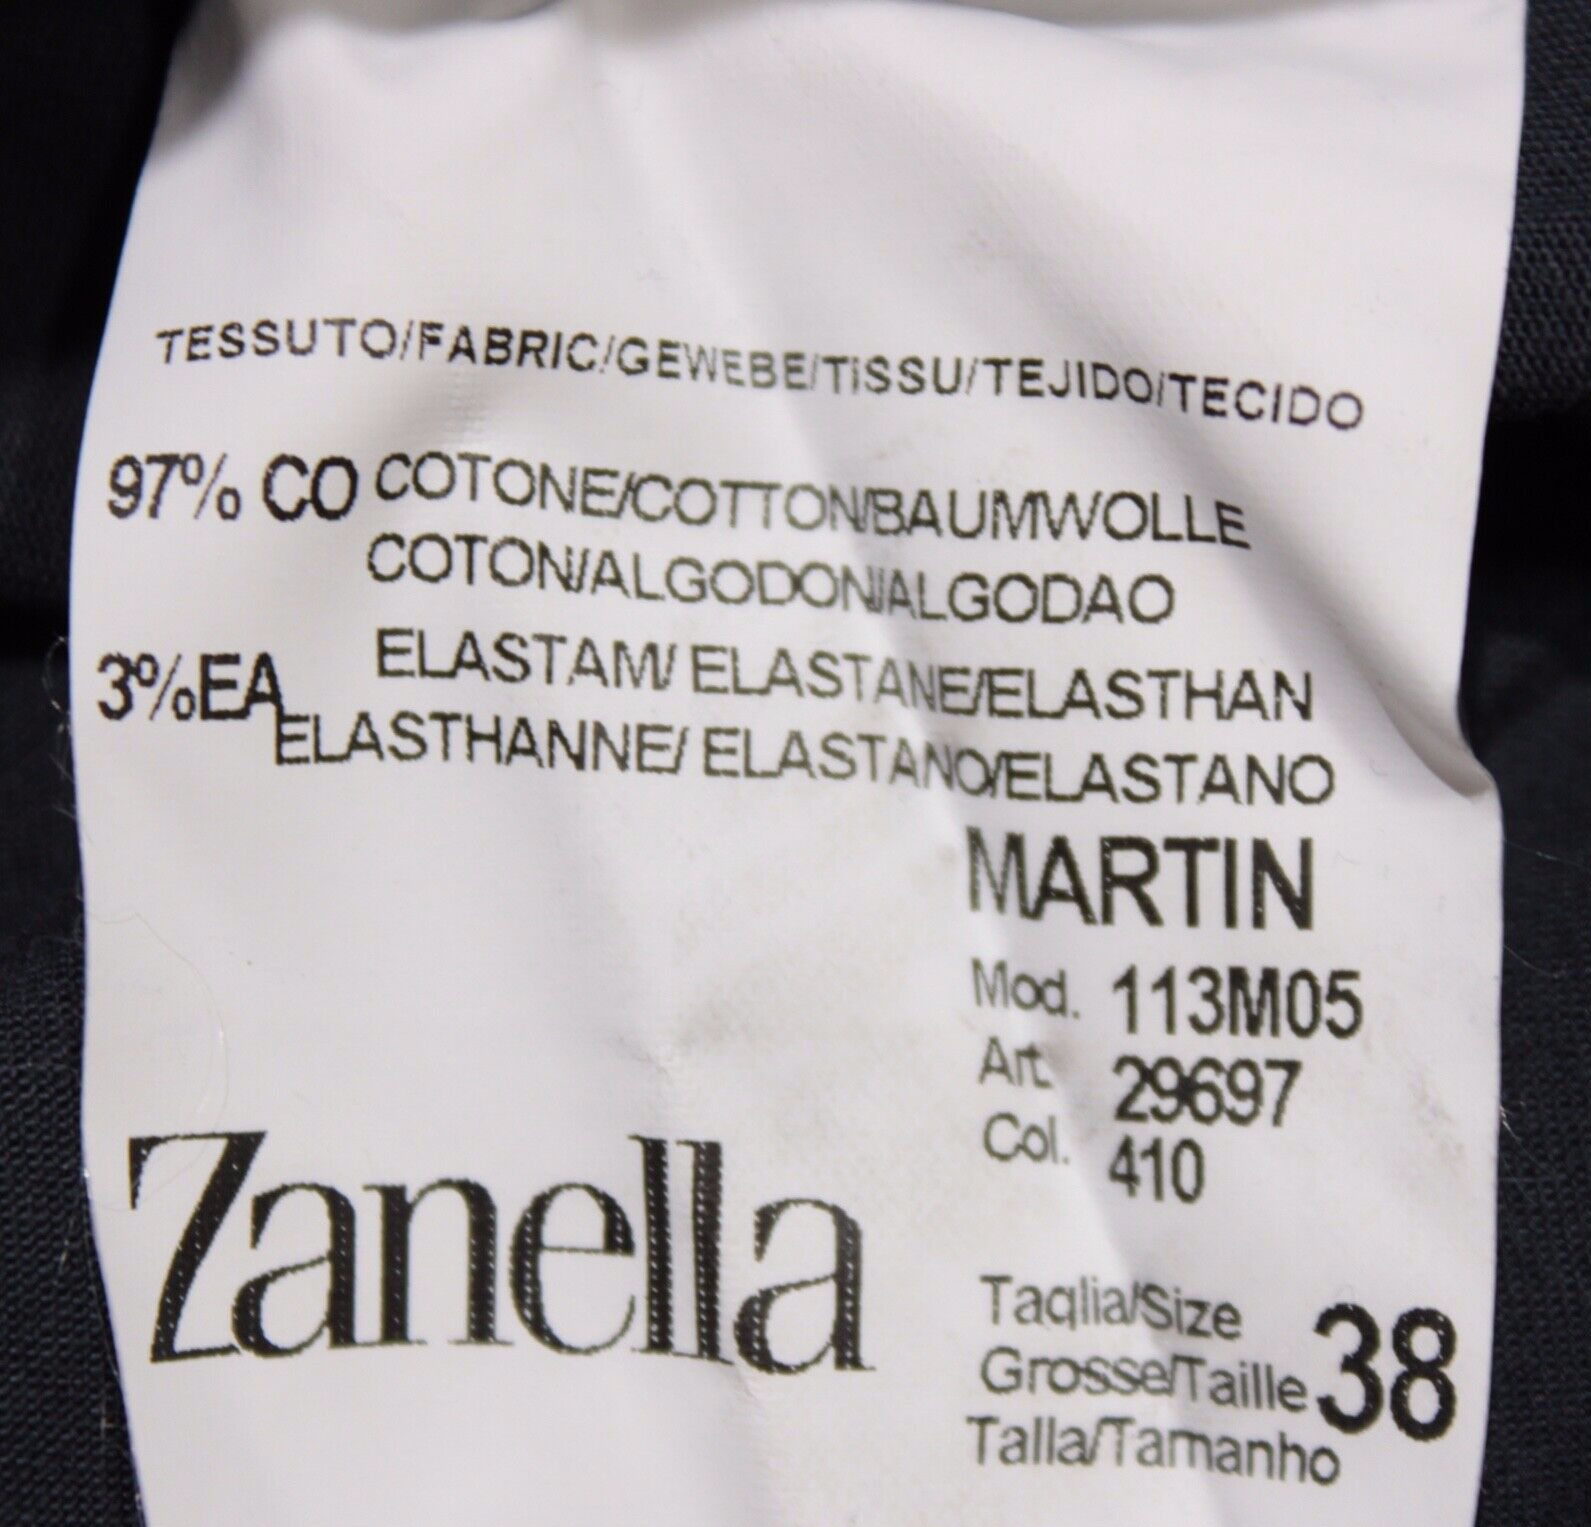 TESSUTO/FABRIC/GEWEBE/TISSU/TEJIDO/TECIDO
97% CO COTONE/COTTON/BAUMWOLLE
COTON/ALGODON/ALGODAO
3%EA ELASTAM/ ELASTANE/ELASTHAN
ELASTHANNE/ ELASTANO/ELASTANO
MARTIN
Mod. 113M05
Art. 29697
Col. 410
Zanella
Taglia/Size
Grosse/Taille 38
Talla/Tamanho